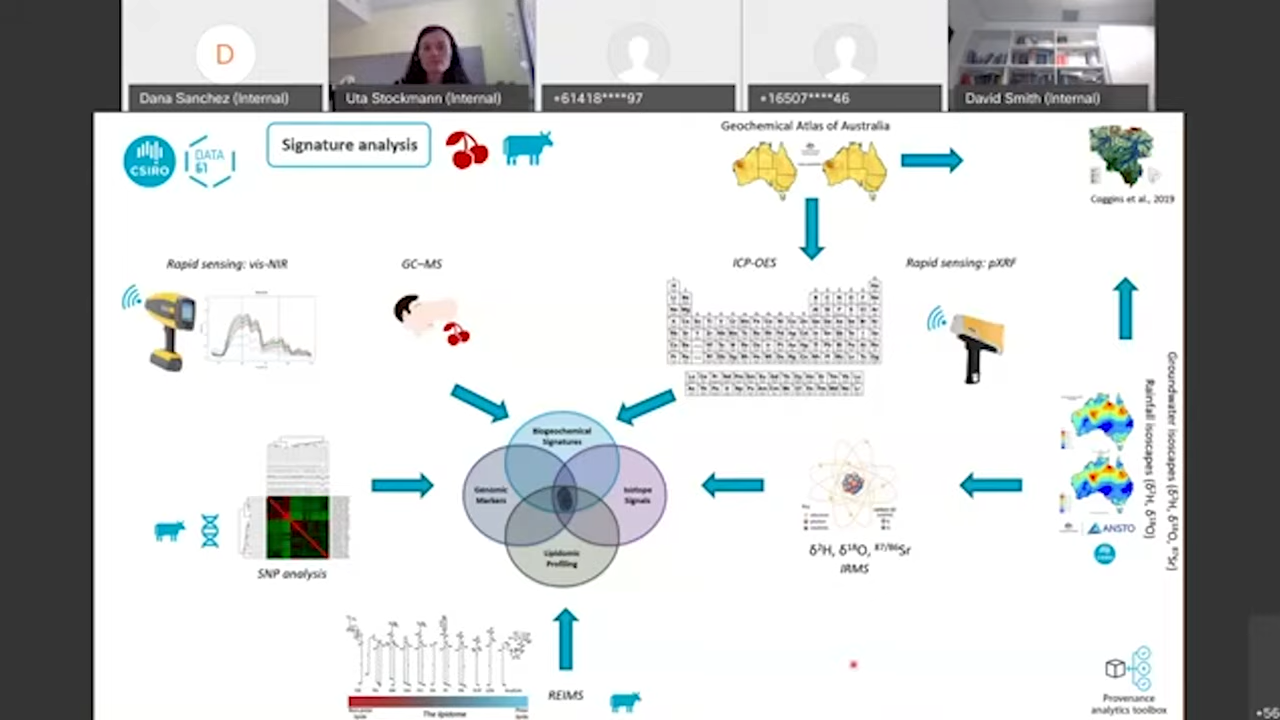 D
Dana Sanchez (Internal)
Uta Stockmann (Internal)
+61418****97
+16507****46
David Smith (Internal)
CSIRO
DATA
61
Signature analysis
Geochemical Atlas of Australia
Coggins et al., 2019
Rapid sensing: vis-NIR
GC–MS
ICP-OES
Rapid sensing: pXRF
Biogeochemical
Signatures
Genomic
Markers
Isotope
Signals
Lipidomic
Profiling
SNP analysis
δ²H, δ¹⁸O, ⁸⁷/⁸⁶Sr
IRMS
Rainfall isoscapes (δ²H, δ¹⁸O)
Groundwater isoscapes (δ²H, δ¹⁸O, ⁸⁷Sr)
ANSTO
REIMS
The lipidome
Provenance
analytics toolbox
+56